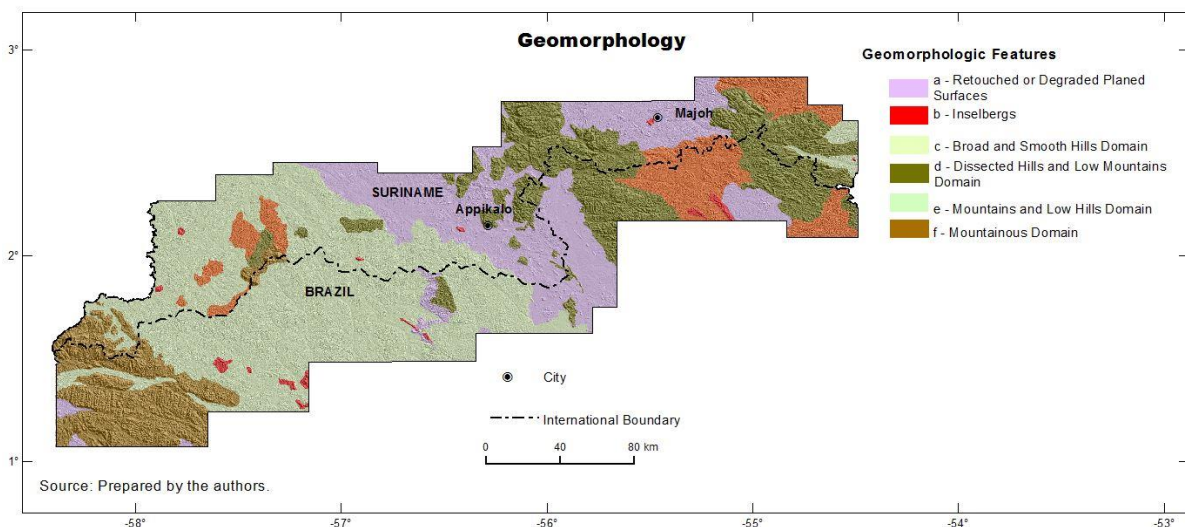 Geomorphology
3°
2°
1°
Geomorphologic Features
a - Retouched or Degraded Planed
Surfaces
b - Inselbergs
c - Broad and Smooth Hills Domain
d - Dissected Hills and Low Mountains
Domain
e - Mountains and Low Hills Domain
f - Mountainous Domain
Majoh
SURINAME
Appikalo
BRAZIL
City
International Boundary
0 40 80 km
Source: Prepared by the authors.
-58° -57° -56° -55° -54° -53°